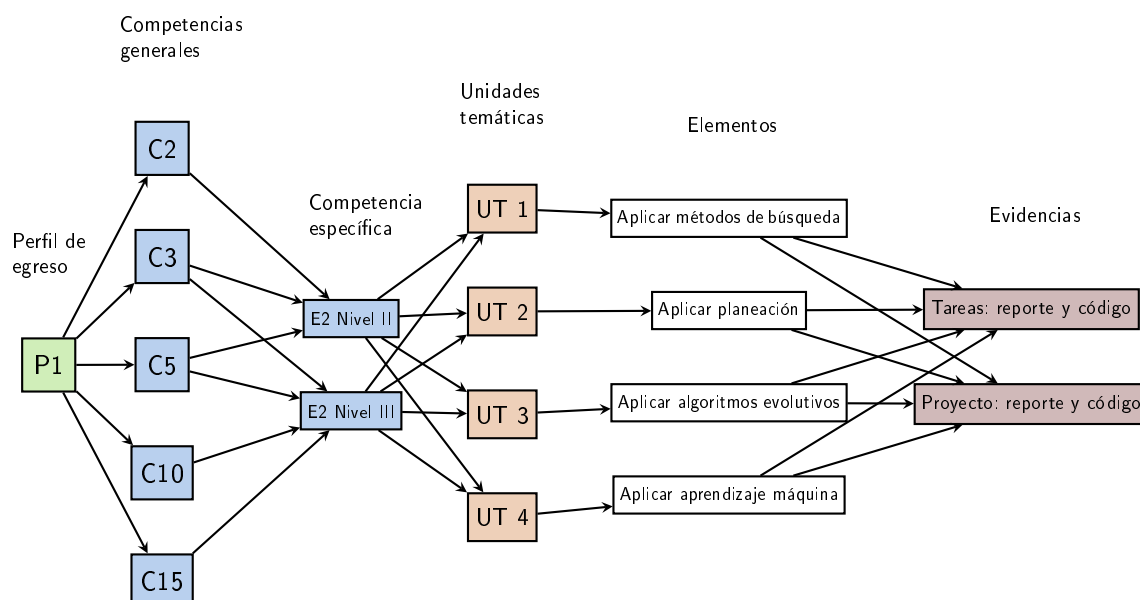 Competencias
generales
Unidades
temáticas
Elementos
C2
Competencia
específica
UT 1
Aplicar métodos de búsqueda
Evidencias
Perfil de
egreso
C3
E2 Nivel II
UT 2
Aplicar planeación
Tareas: reporte y código
P1
C5
E2 Nivel III
UT 3
Aplicar algoritmos evolutivos
Proyecto: reporte y código
C10
UT 4
Aplicar aprendizaje máquina
C15